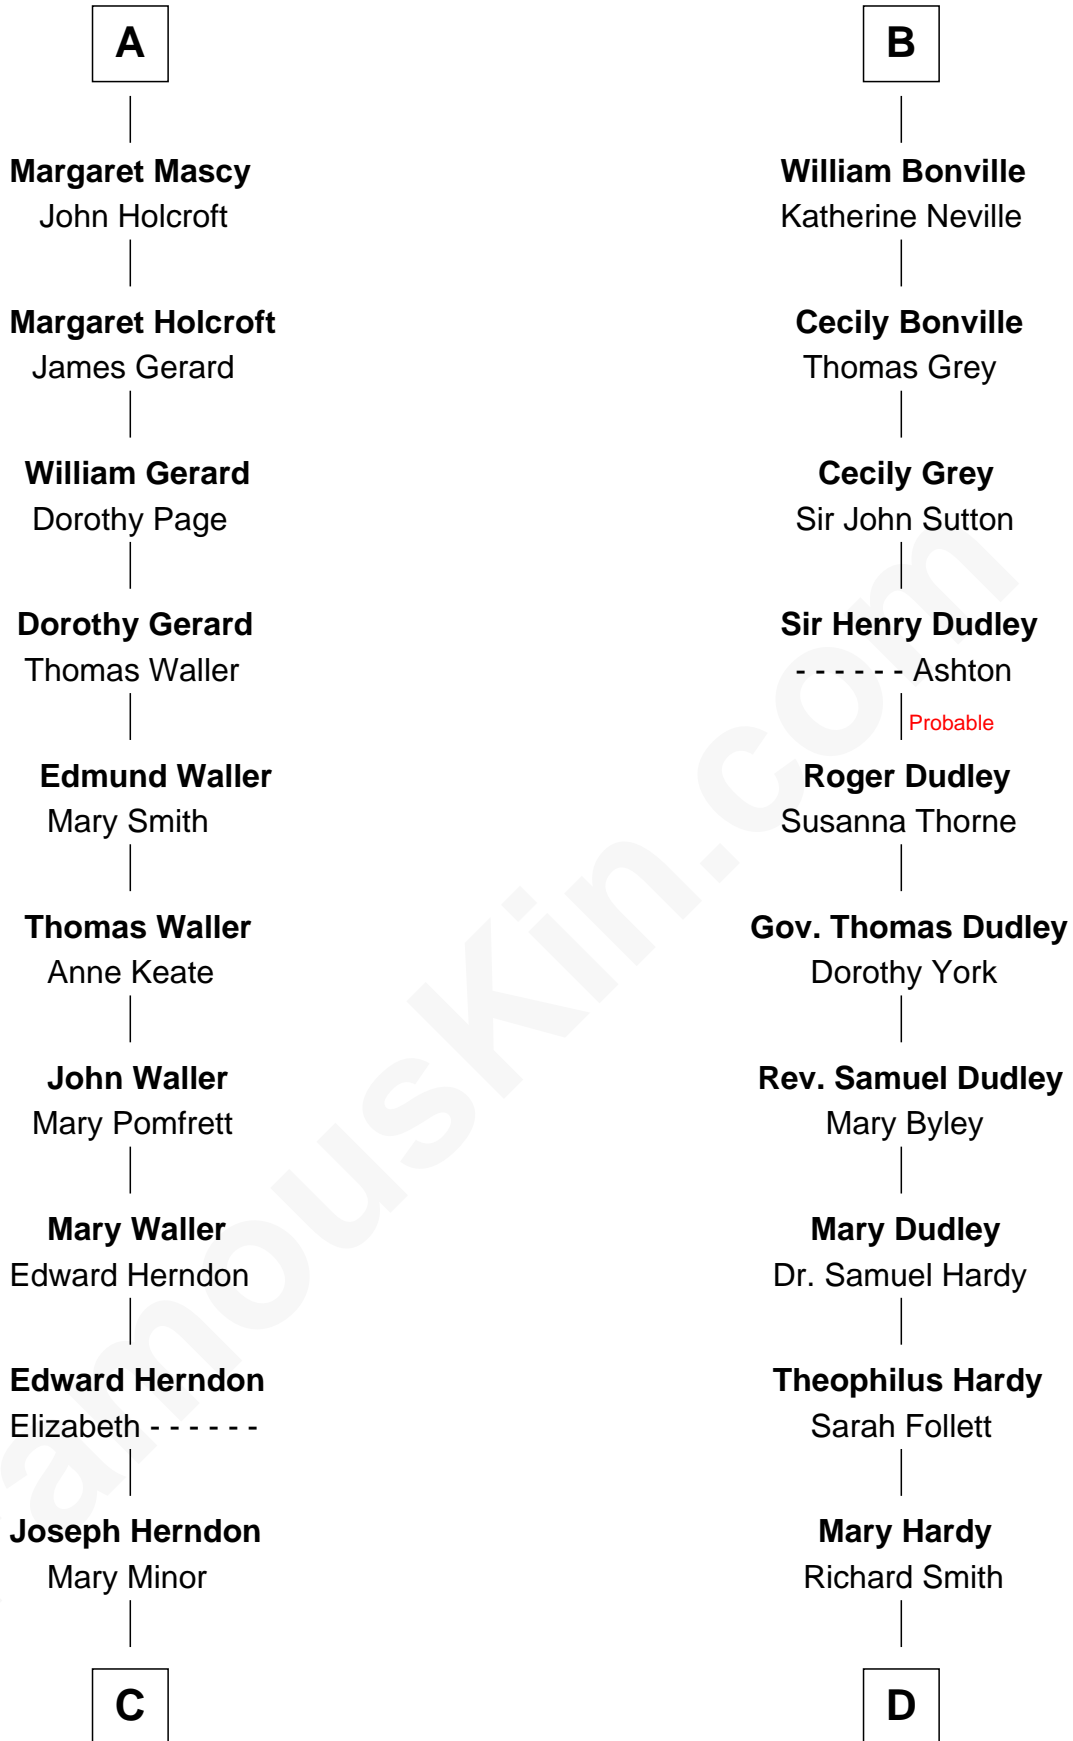 A
Margaret Mascy
John Holcroft
Margaret Holcroft
James Gerard
William Gerard
Dorothy Page
Dorothy Gerard
Thomas Waller
Edmund Waller
Mary Smith
Thomas Waller
Anne Keate
John Waller
Mary Pomfrett
Mary Waller
Edward Herndon
Edward Herndon
Elizabeth - - - - - -
Joseph Herndon
Mary Minor
C
B
William Bonville
Katherine Neville
Cecily Bonville
Thomas Grey
Cecily Grey
Sir John Sutton
Sir Henry Dudley
- - - - - - Ashton
Probable
Roger Dudley
Susanna Thorne
Gov. Thomas Dudley
Dorothy York
Rev. Samuel Dudley
Mary Byley
Mary Dudley
Dr. Samuel Hardy
Theophilus Hardy
Sarah Follett
Mary Hardy
Richard Smith
D
amouskin.com